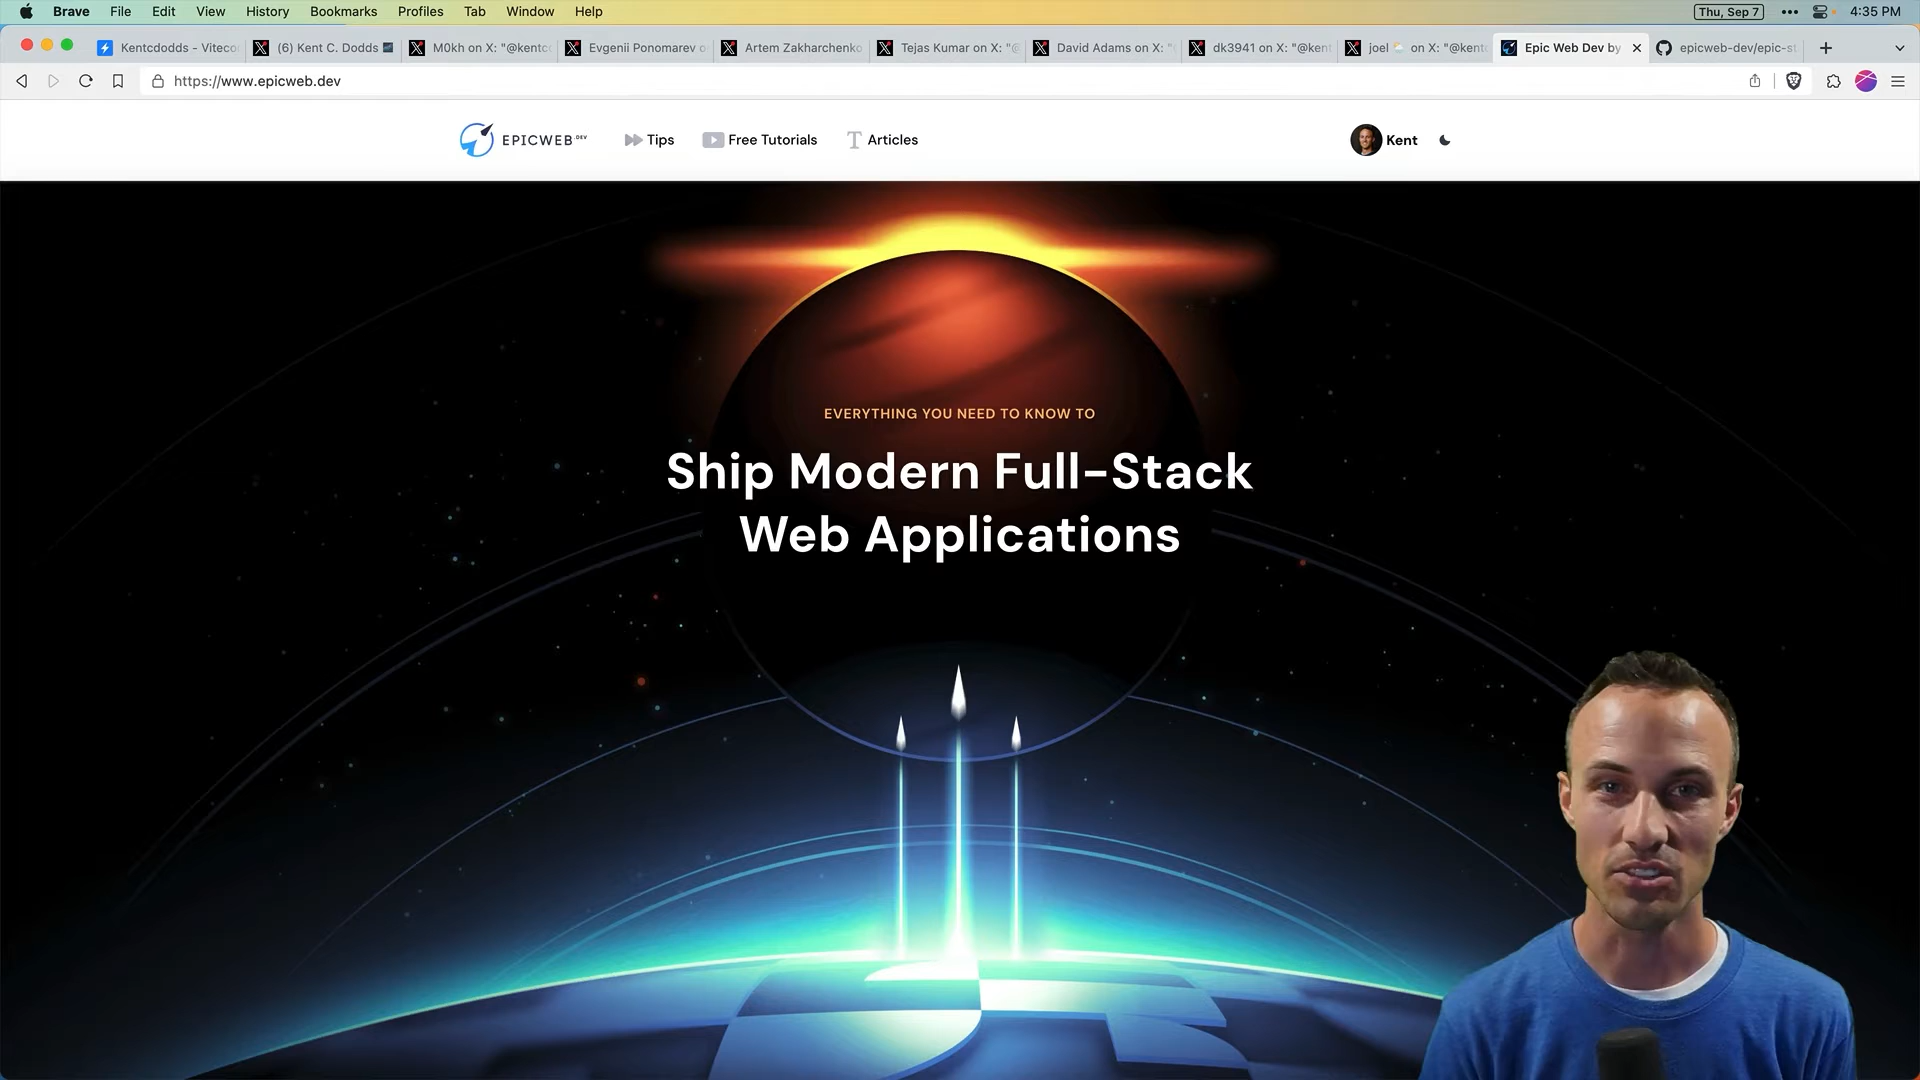 Brave File Edit View History Bookmarks Profiles Tab Window Help Thu, Sep 7 4:35 PM
Kentcdodds - Viteco
(6) Kent C. Dodds
M0kh on X: "@kentc
Evgenii Ponomarev o
Artem Zakharchenko
Tejas Kumar on X: "@
David Adams on X: "
dk3941 on X: "@kent
joel on X: "@kent
Epic Web Dev by
epicweb-dev/epic-st
https://www.epicweb.dev
EPICWEB.DEV Tips Free Tutorials Articles Kent
EVERYTHING YOU NEED TO KNOW TO
Ship Modern Full-Stack
Web Applications